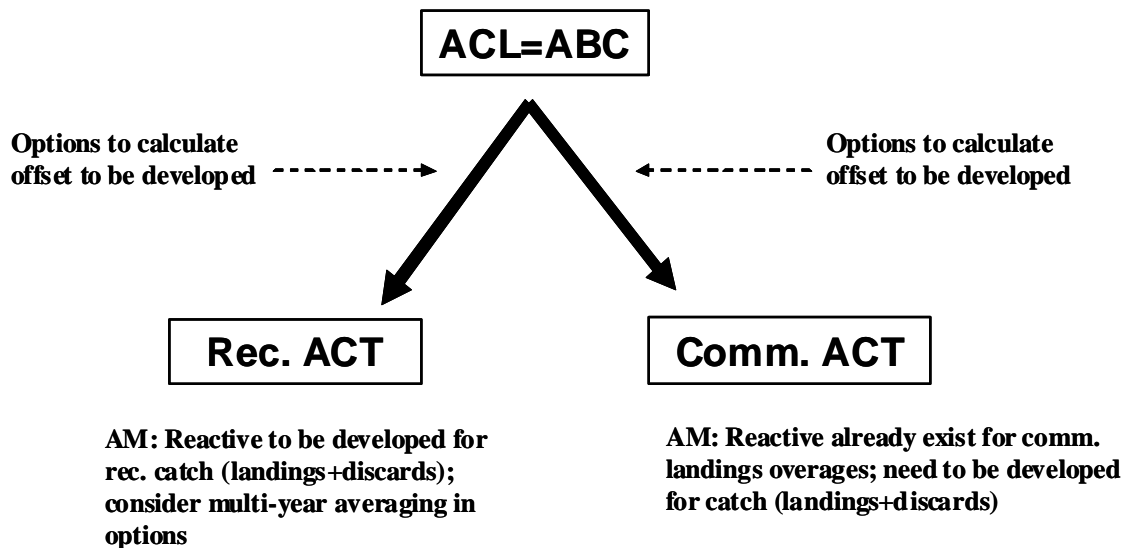 ACL=ABC
Options to calculate
offset to be developed
Options to calculate
offset to be developed
Rec. ACT
Comm. ACT
AM: Reactive to be developed for
rec. catch (landings+discards);
consider multi-year averaging in
options
AM: Reactive already exist for comm.
landings overages; need to be developed
for catch (landings+discards)